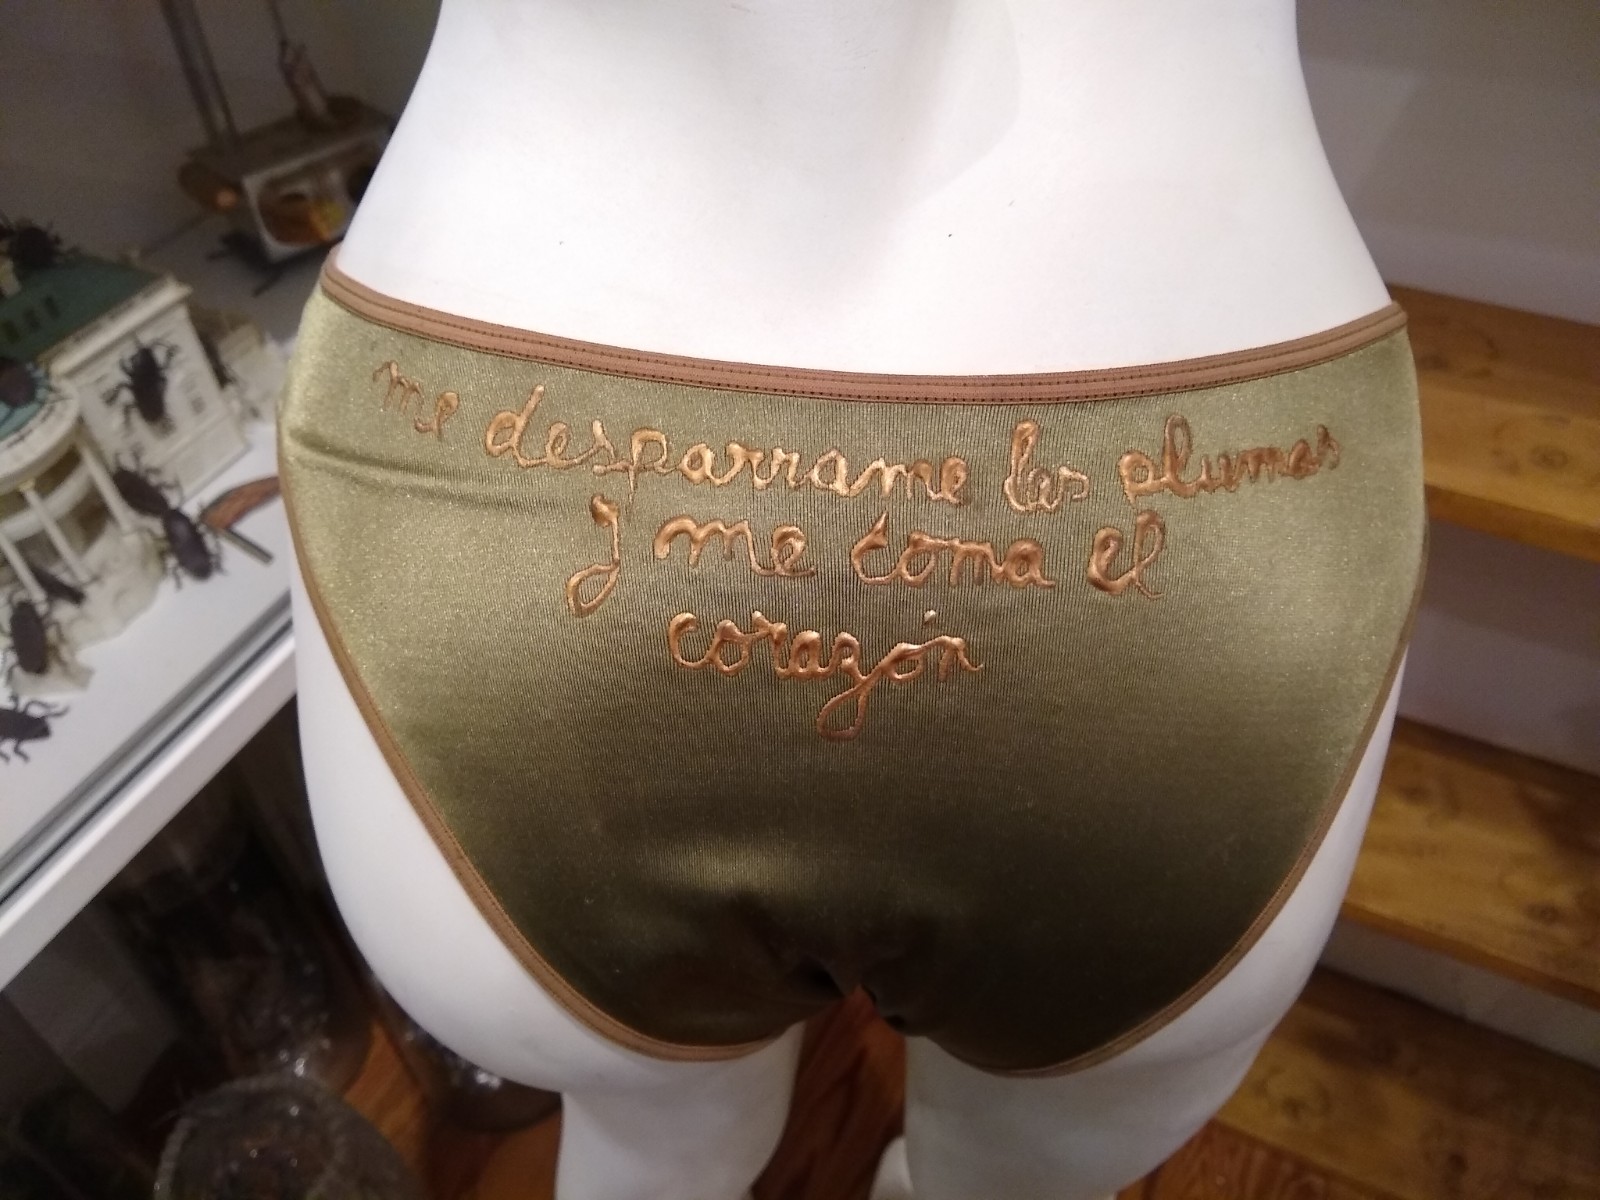 me desparrame las plumas
y me coma el
corazón